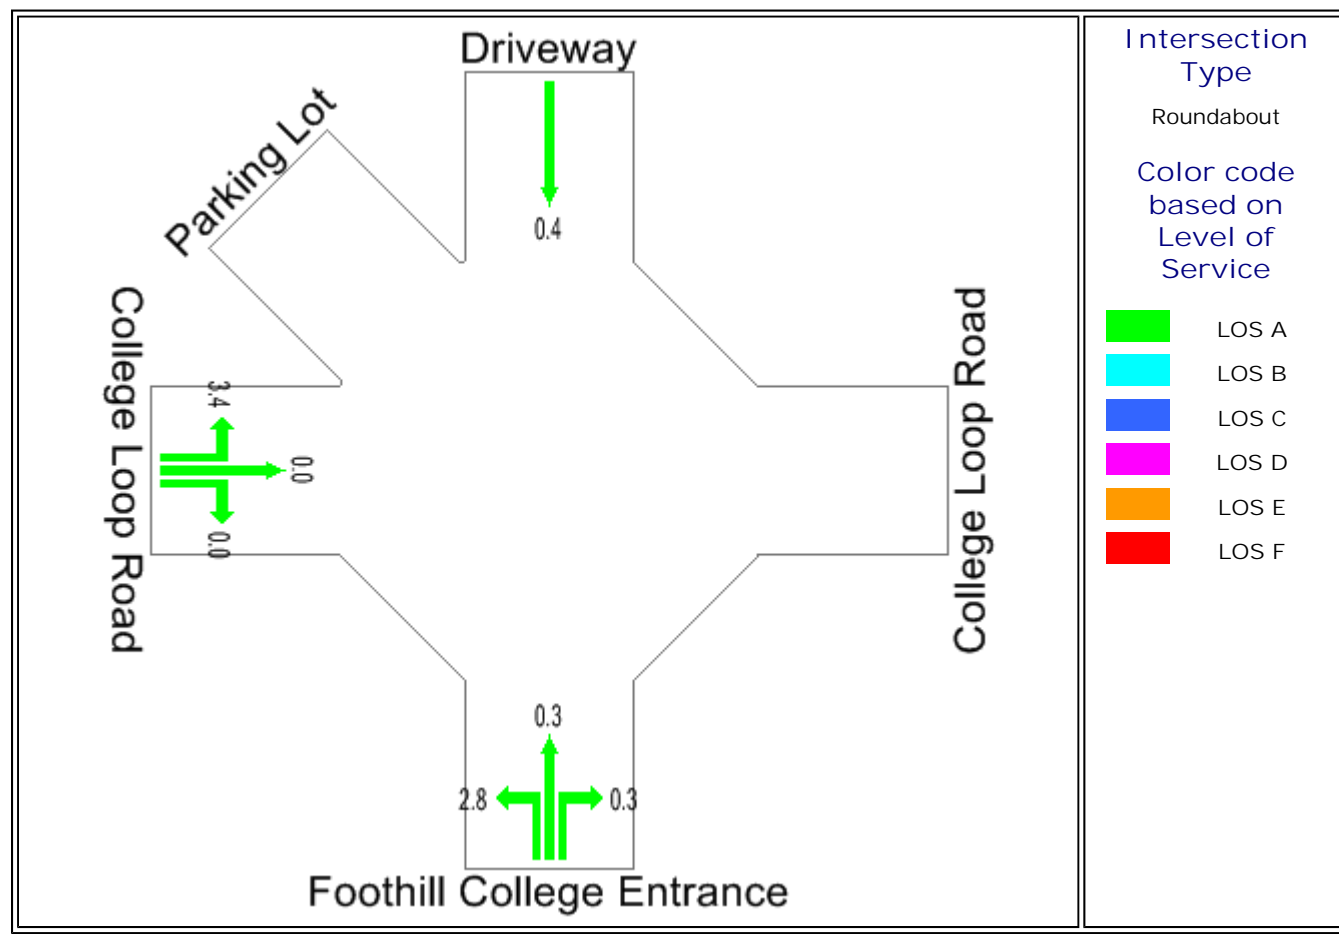 Driveway
Parking Lot
0.4
College Loop Road
3.4
0.0
0.0
College Loop Road
0.3
2.8
0.3
Foothill College Entrance
Intersection
Type
Roundabout
Color code
based on
Level of
Service
LOS A
LOS B
LOS C
LOS D
LOS E
LOS F